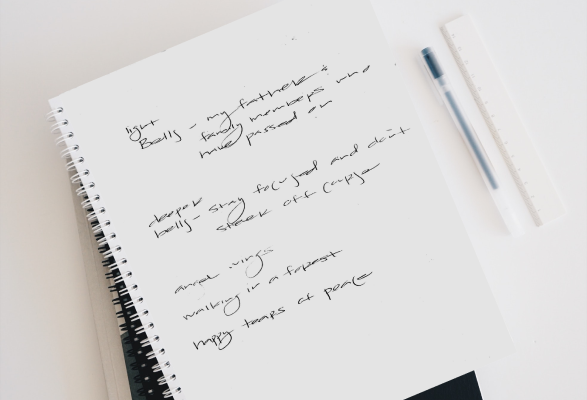 light
Bells - my father &
family members who
have passed on
deeper
bells - stay focused and don't
steer off course
angel wings
walking in a forest
happy tears of peace